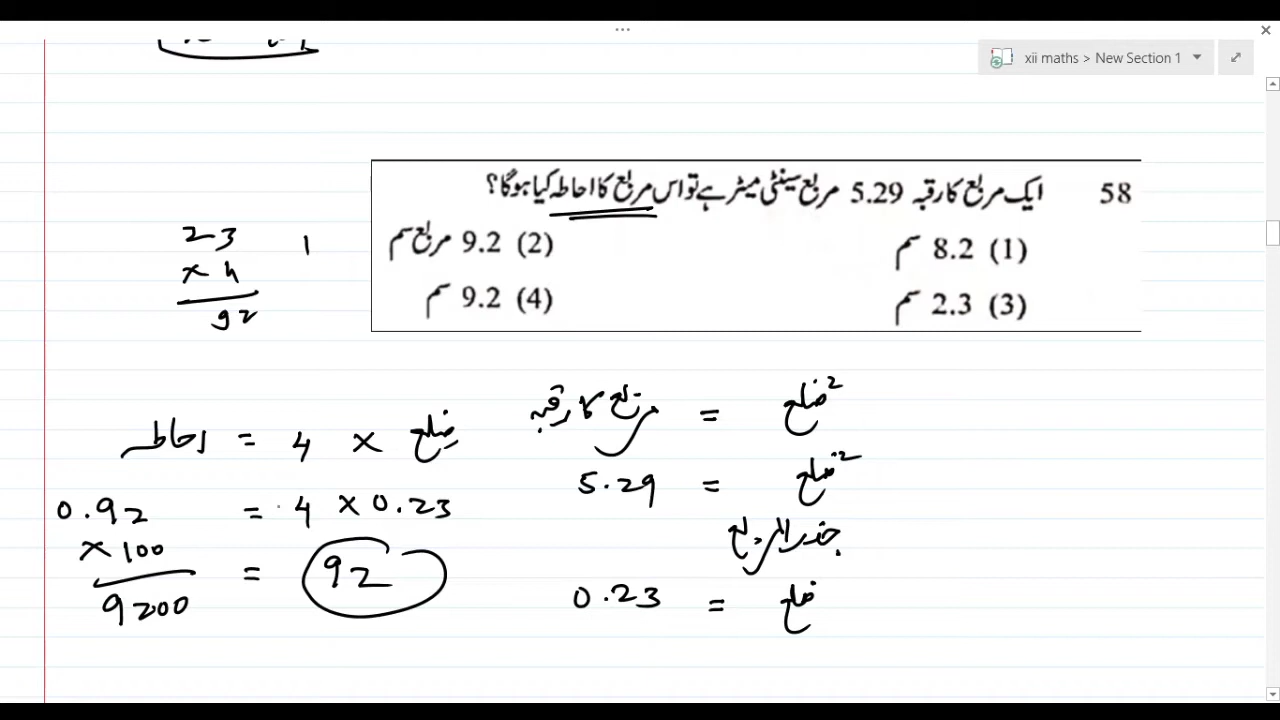 xii maths > New Section 1
58 ایک مربع کا رقبہ 5.29 مربع سینٹی میٹر ہے تو اس مربع کا احاطہ کیا ہوگا؟
(1) 8.2 سم (2) 9.2 مربع سم
(3) 2.3 سم (4) 9.2 سم
23 1
x 4
92
مربع کا رقبہ = ضلع2
5.29 = ضلع2
جذر المربع
0.23 = ضلع
احاطہ = 4 x ضلع
0.92 = 4 x 0.23
x 100
9200 = 92